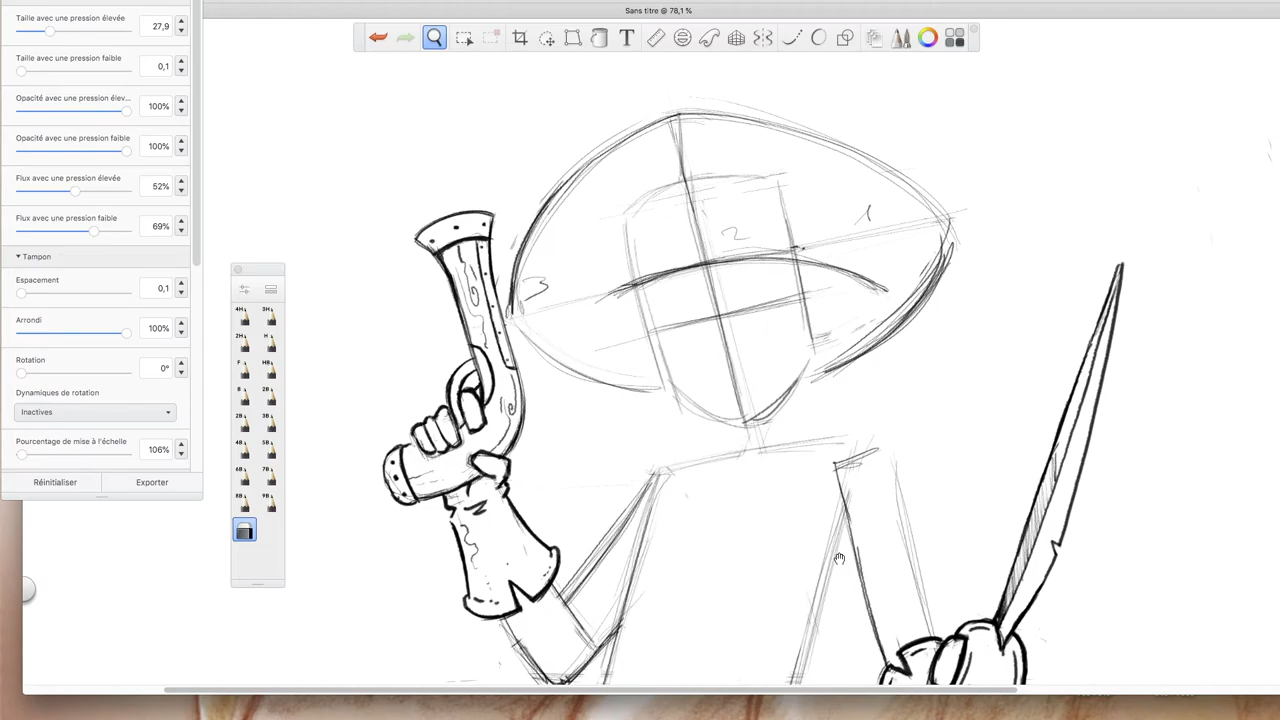 Sans titre @ 78,1 %
Taille avec une pression élevée
27,9
Taille avec une pression faible
0,1
Opacité avec une pression élev...
100%
Opacité avec une pression faible
100%
Flux avec une pression élevée
52%
Flux avec une pression faible
69%
Tampon
Espacement
0,1
Arrondi
100%
Rotation
0°
Dynamiques de rotation
Inactives
Pourcentage de mise à l'échelle
106%
Réinitialiser
Exporter
T
4H 3H
2H H
F HB
B 2B
2B 3B
4B 5B
6B 7B
8B 9B
1
2
3